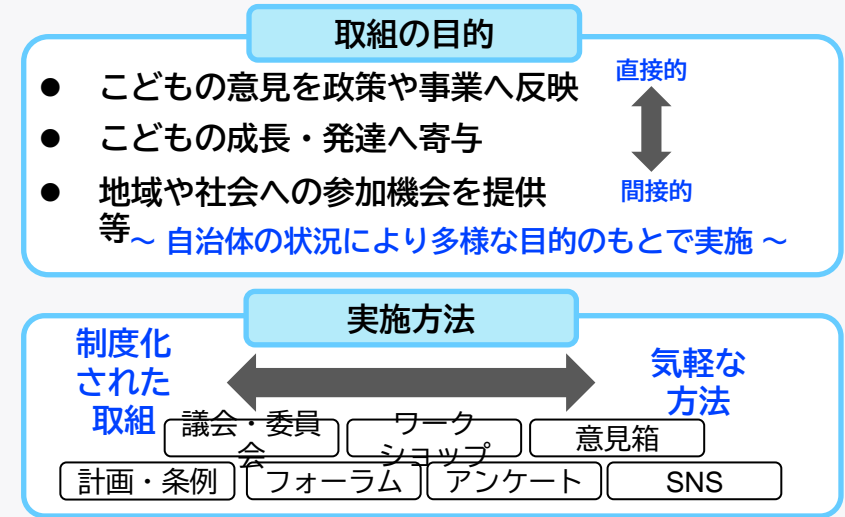 取組の目的
● こどもの意見を政策や事業へ反映
● こどもの成長・発達へ寄与
● 地域や社会への参加機会を提供
等
直接的
間接的
～ 自治体の状況により多様な目的のもとで実施 ～
実施方法
制度化
された
取組
気軽な
方法
議会・委員
会
ワーク
ショップ
意見箱
計画・条例
フォーラム
アンケート
SNS